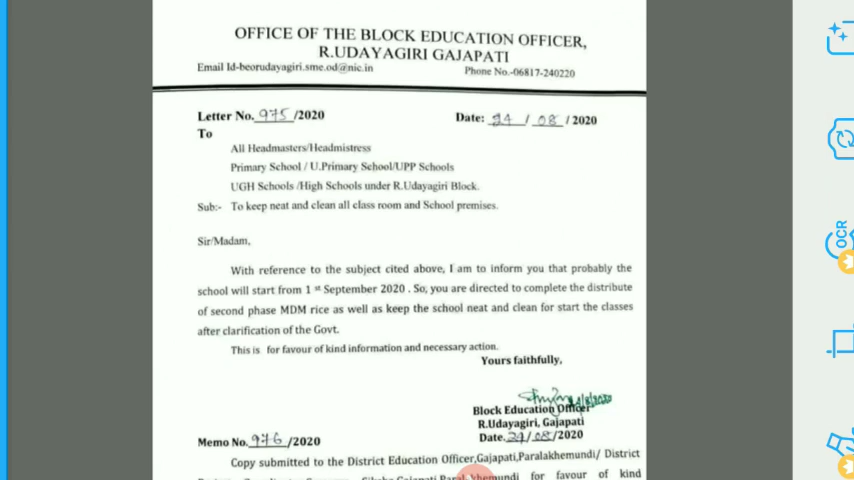 OFFICE OF THE BLOCK EDUCATION OFFICER,
R.UDAYAGIRI GAJAPATI
Email Id-beorudayagiri.sme.od@nic.in Phone No.-06817-240220
Letter No. 975 /2020 Date: 24 / 08 / 2020
To
All Headmasters/Headmistress
Primary School / U.Primary School/UPP Schools
UGH Schools /High Schools under R.Udayagiri Block.
Sub:- To keep neat and clean all class room and School premises.
Sir/Madam,
With reference to the subject cited above, I am to inform you that probably the
school will start from 1 st September 2020 . So, you are directed to complete the distribute
of second phase MDM rice as well as keep the school neat and clean for start the classes
after clarification of the Govt.
This is for favour of kind information and necessary action.
Yours faithfully,
Block Education Officer
R.Udayagiri, Gajapati
Memo No. 976 /2020 Date. 24/08/2020
Copy submitted to the District Education Officer,Gajapati,Paralakhemundi/ District
for favour of kind
OCR